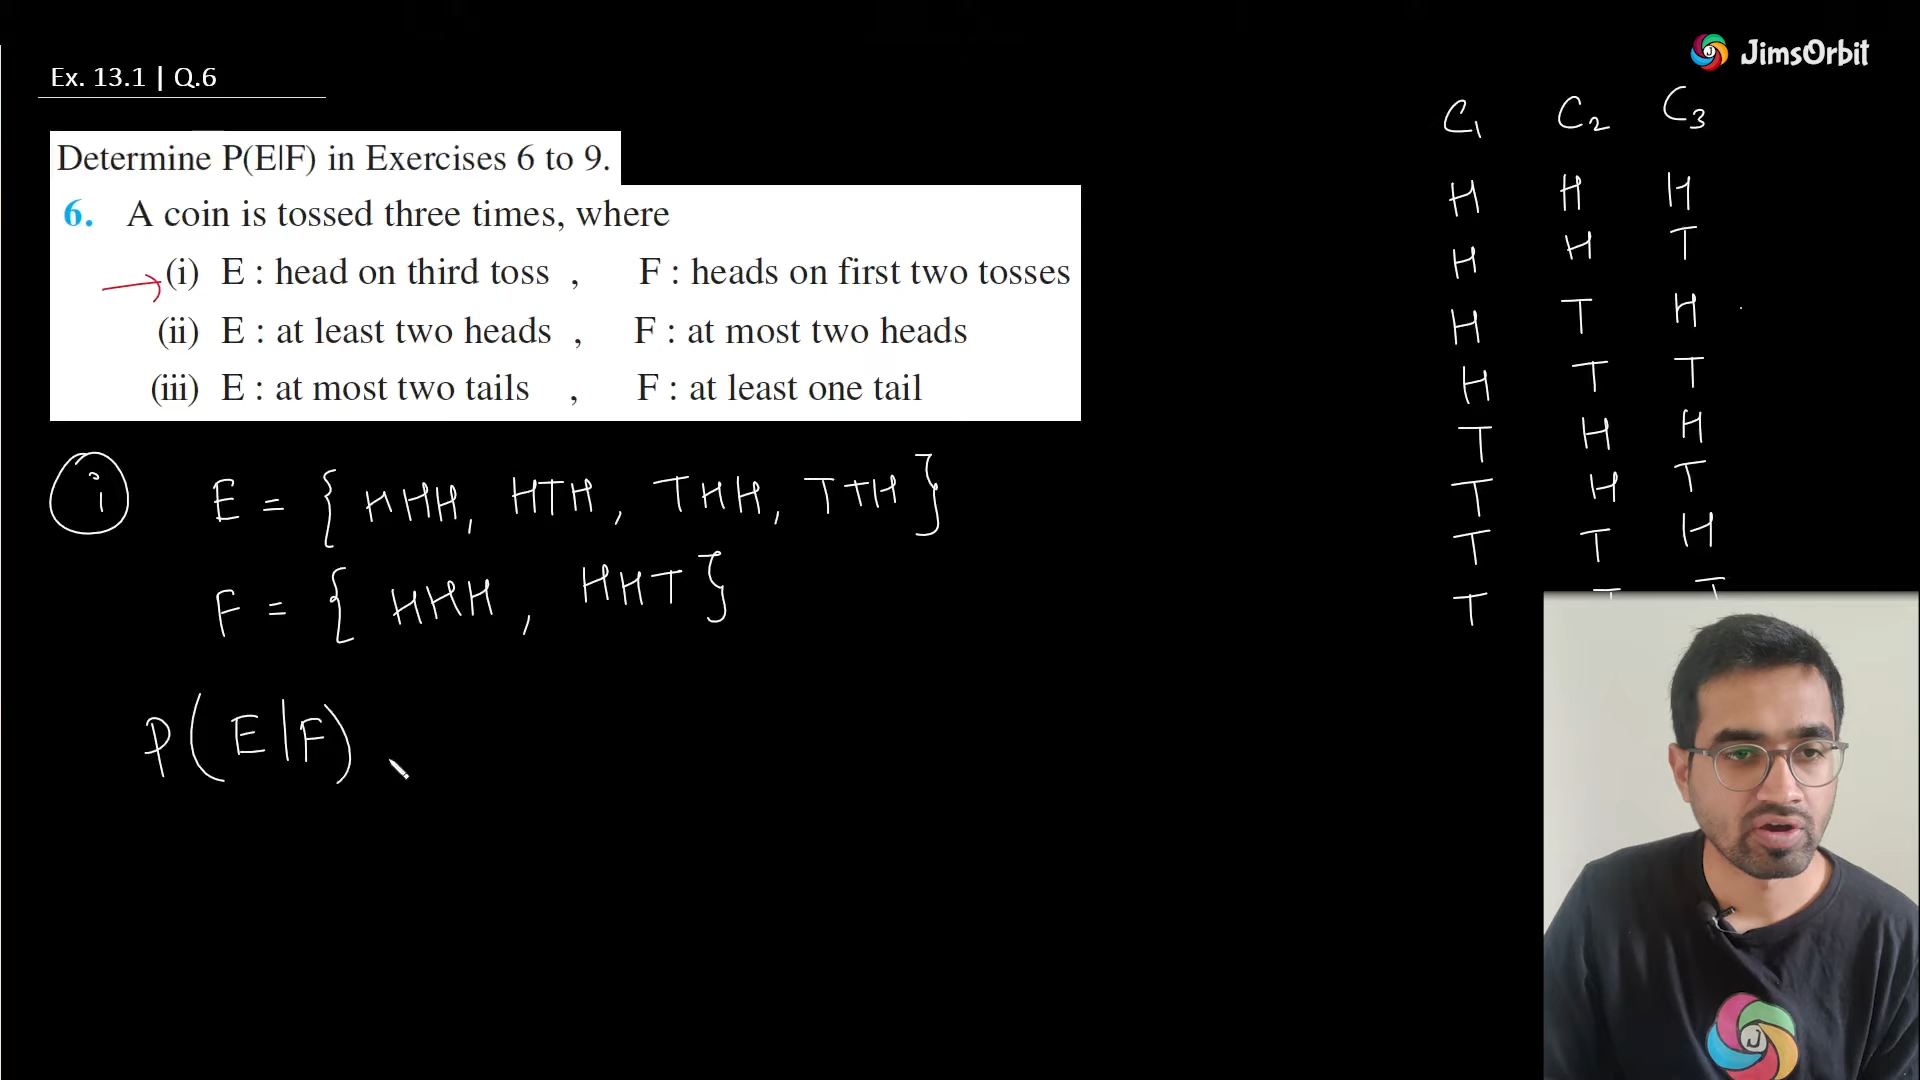 JimsOrbit
Ex. 13.1 | Q.6
Determine P(E|F) in Exercises 6 to 9.
6. A coin is tossed three times, where
(i) E : head on third toss , F : heads on first two tosses
(ii) E : at least two heads , F : at most two heads
(iii) E : at most two tails , F : at least one tail
C1 C2 C3
H H H
H H T
H T H
H T T
T H H
T H T
T T H
T T T
i E = { HHH, HTH, THH, TTH }
F = { HHH, HHT }
P(E|F)
J